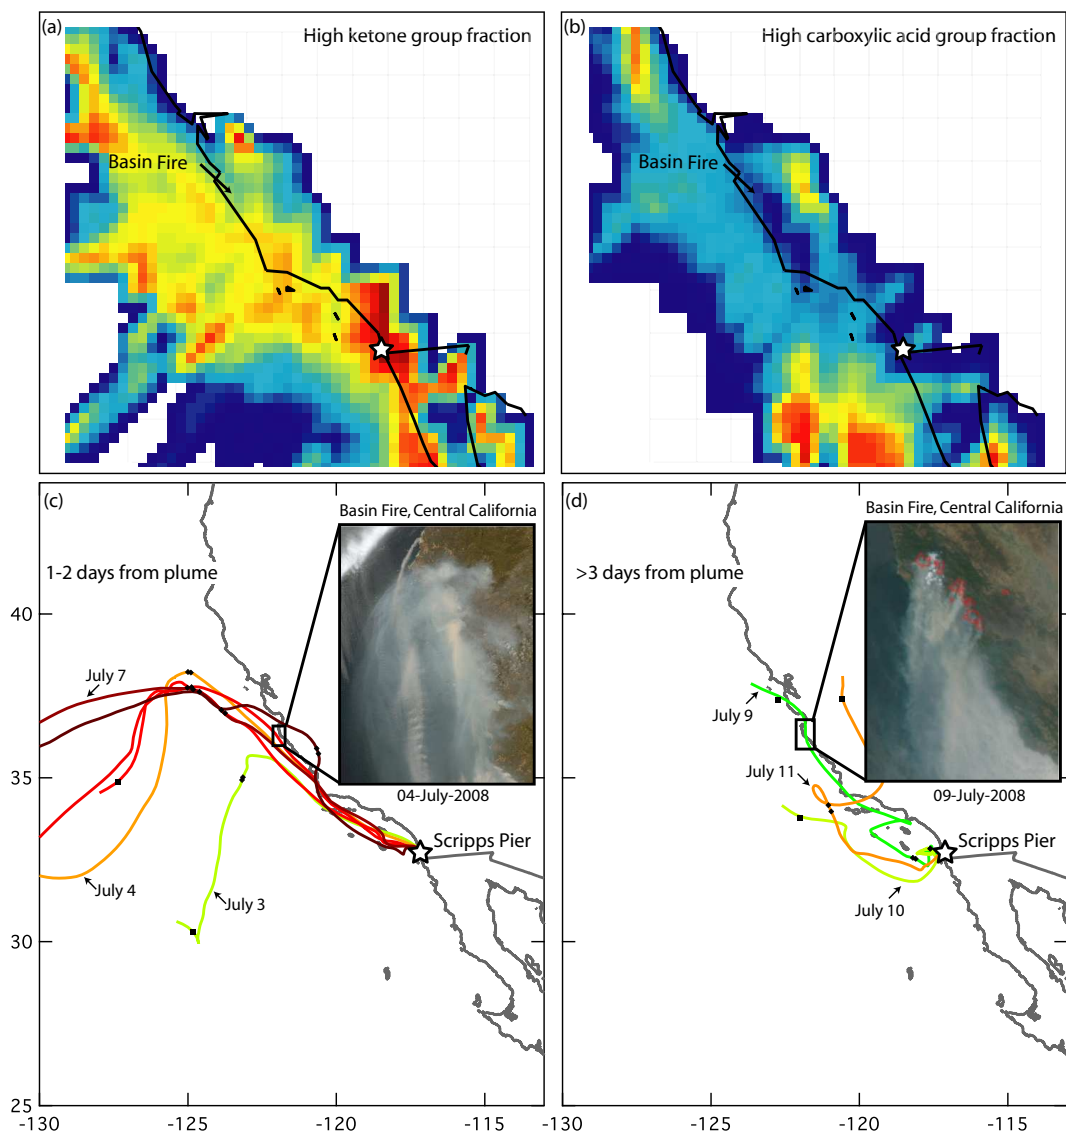 (a)
High ketone group fraction
Basin Fire
(b)
High carboxylic acid group fraction
Basin Fire
(c)
Basin Fire, Central California
1-2 days from plume
04-July-2008
July 7
July 4
July 3
Scripps Pier
40
35
30
25
-130
-125
-120
-115
(d)
Basin Fire, Central California
>3 days from plume
09-July-2008
July 9
July 11
July 10
Scripps Pier
-130
-125
-120
-115